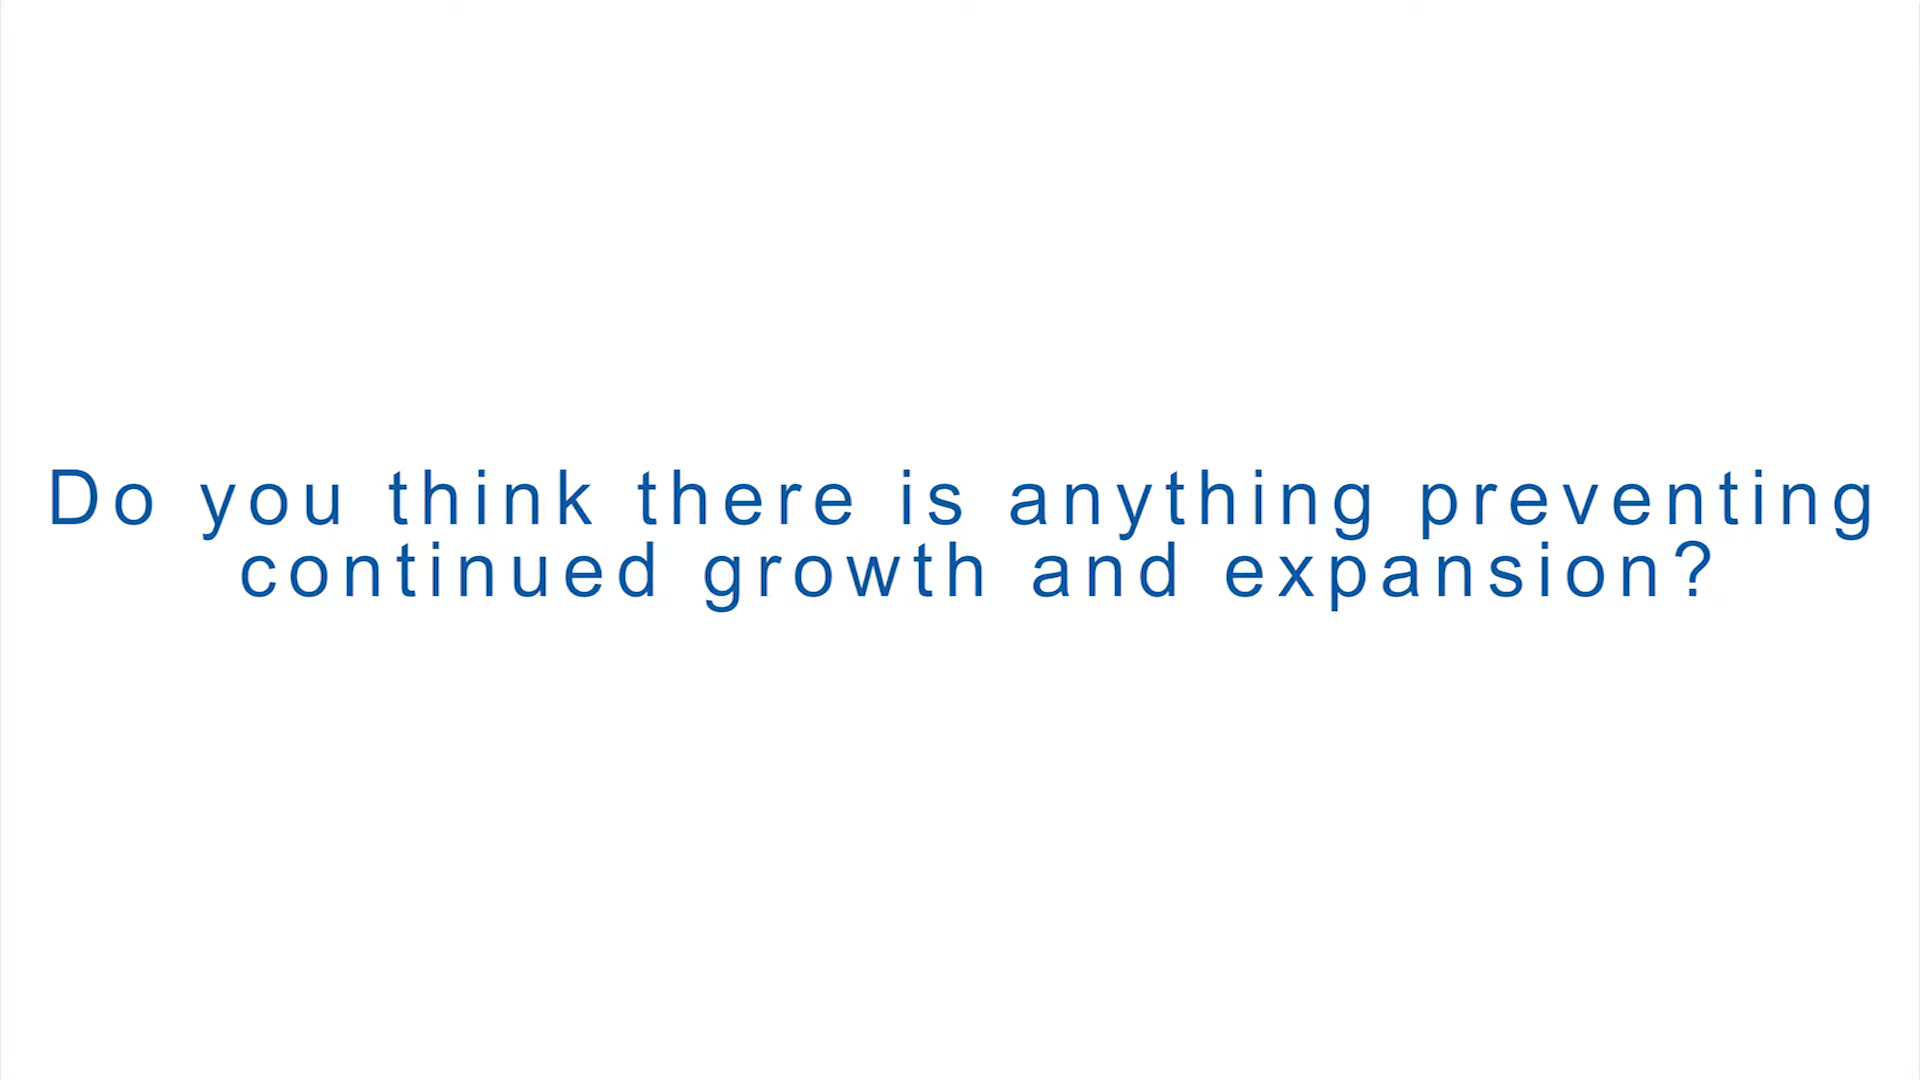 Do you think there is anything preventing
continued growth and expansion?